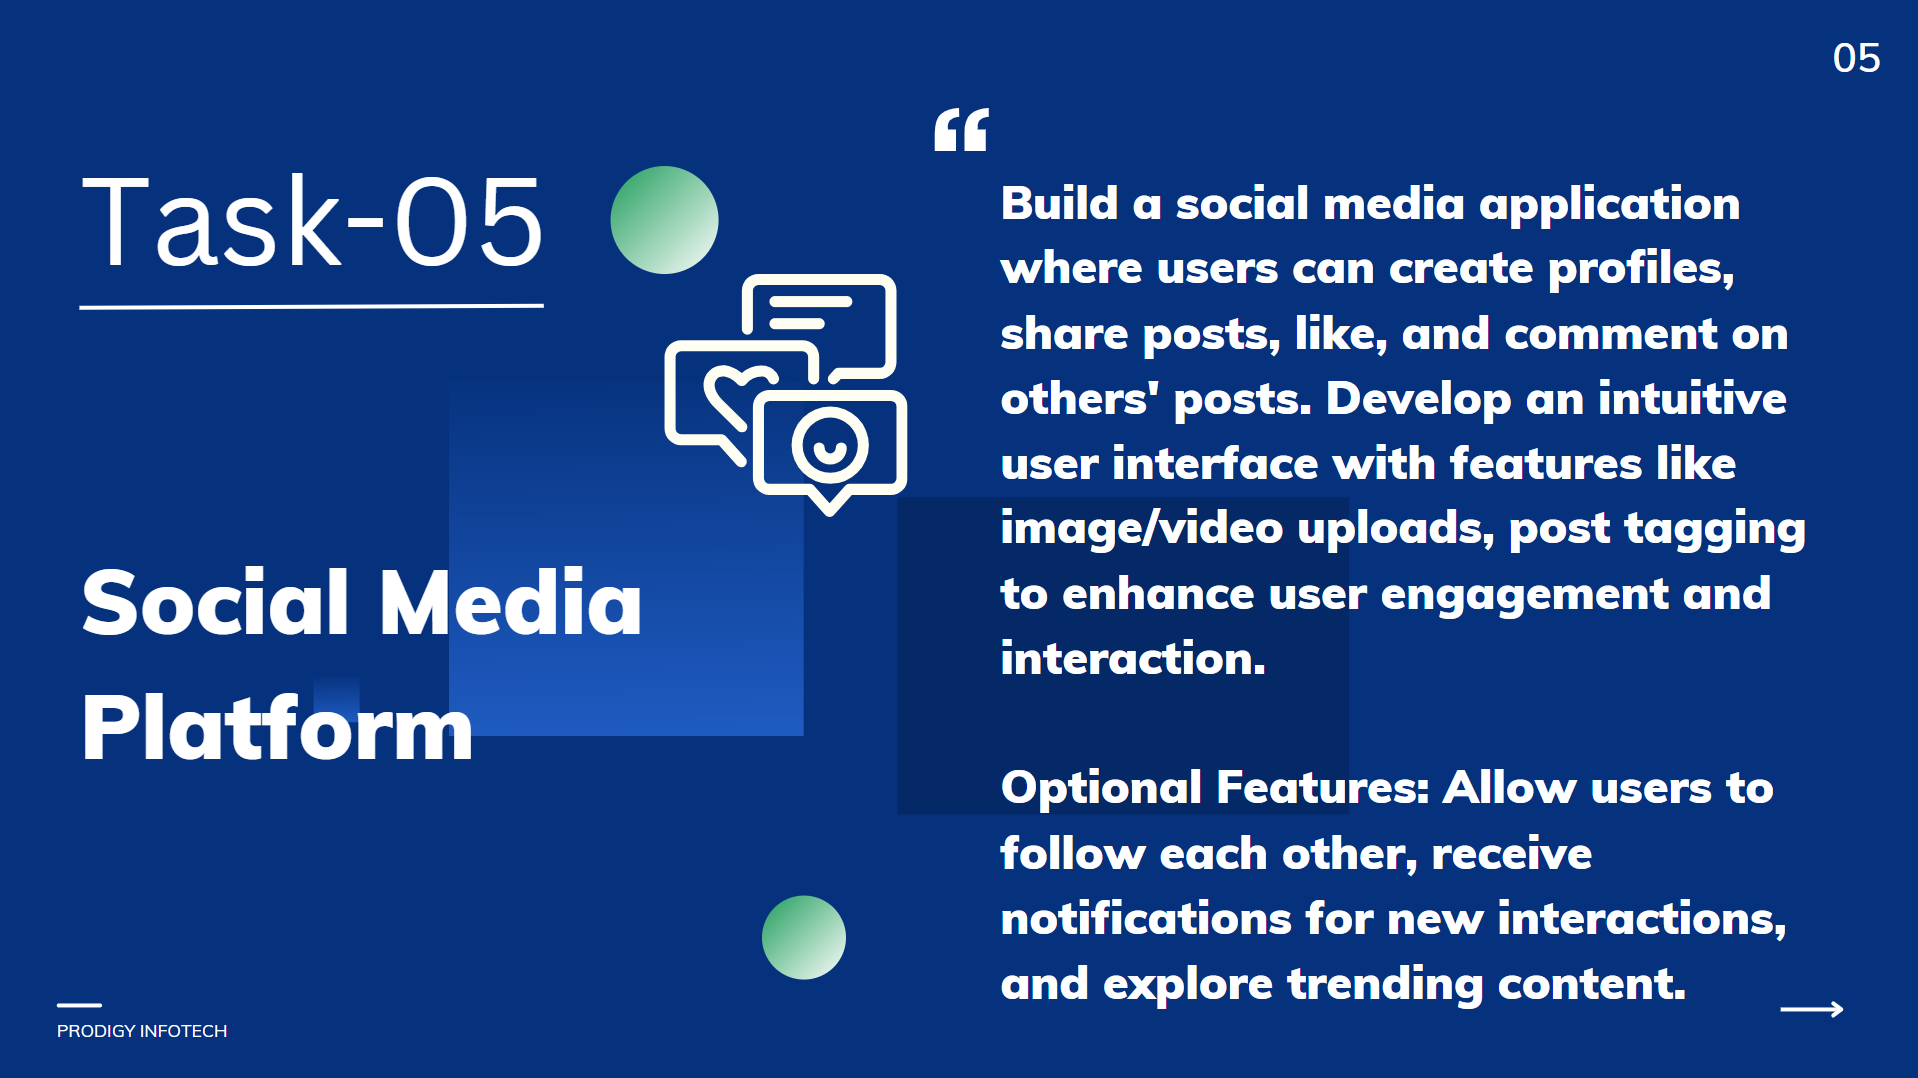 05
Task-05
Social Media
Platform
“
Build a social media application
where users can create profiles,
share posts, like, and comment on
others' posts. Develop an intuitive
user interface with features like
image/video uploads, post tagging
to enhance user engagement and
interaction.
Optional Features: Allow users to
follow each other, receive
notifications for new interactions,
and explore trending content.
PRODIGY INFOTECH